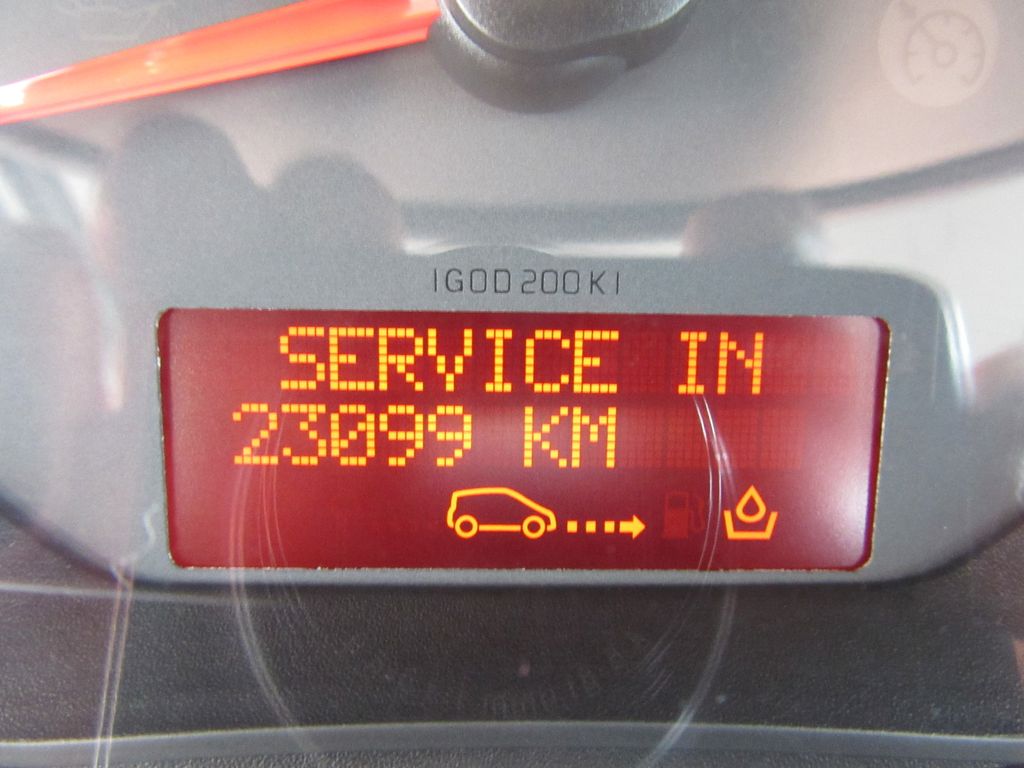 IGOD200KI
SERVICE IN
23099 KM